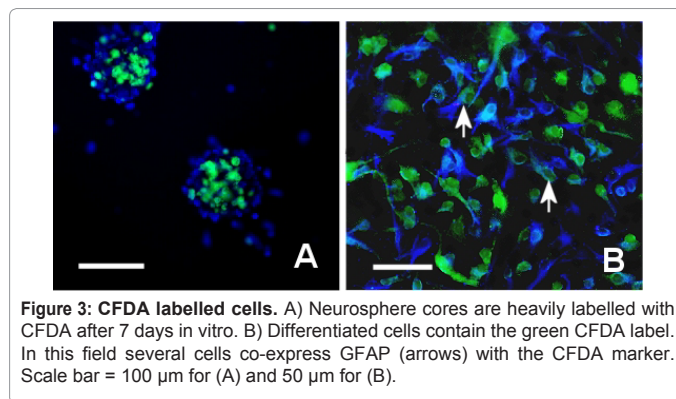 A
B
Figure 3: CFDA labelled cells. A) Neurosphere cores are heavily labelled with
CFDA after 7 days in vitro. B) Differentiated cells contain the green CFDA label.
In this field several cells co-express GFAP (arrows) with the CFDA marker.
Scale bar = 100 µm for (A) and 50 µm for (B).